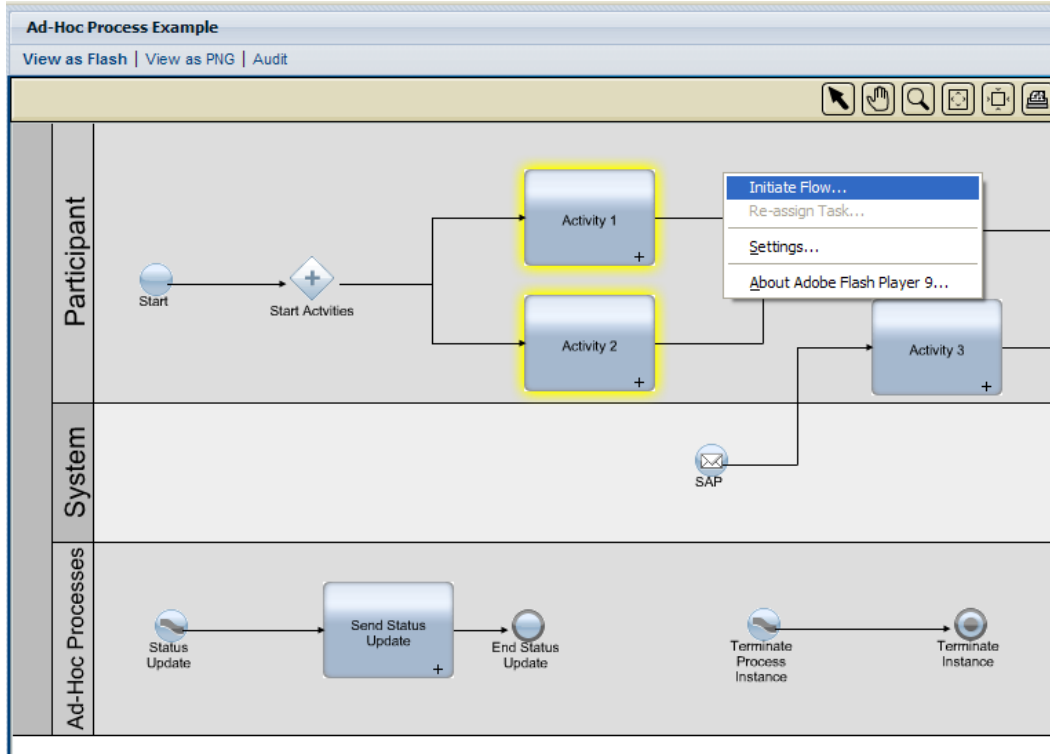 Ad-Hoc Process Example
View as Flash | View as PNG | Audit
Participant
Start
Start Actvities
Activity 1
Activity 2
Initiate Flow...
Re-assign Task...
Settings...
About Adobe Flash Player 9...
Activity 3
System
SAP
Ad-Hoc Processes
Status
Update
Send Status
Update
End Status
Update
Terminate
Process
Instance
Terminate
Instance